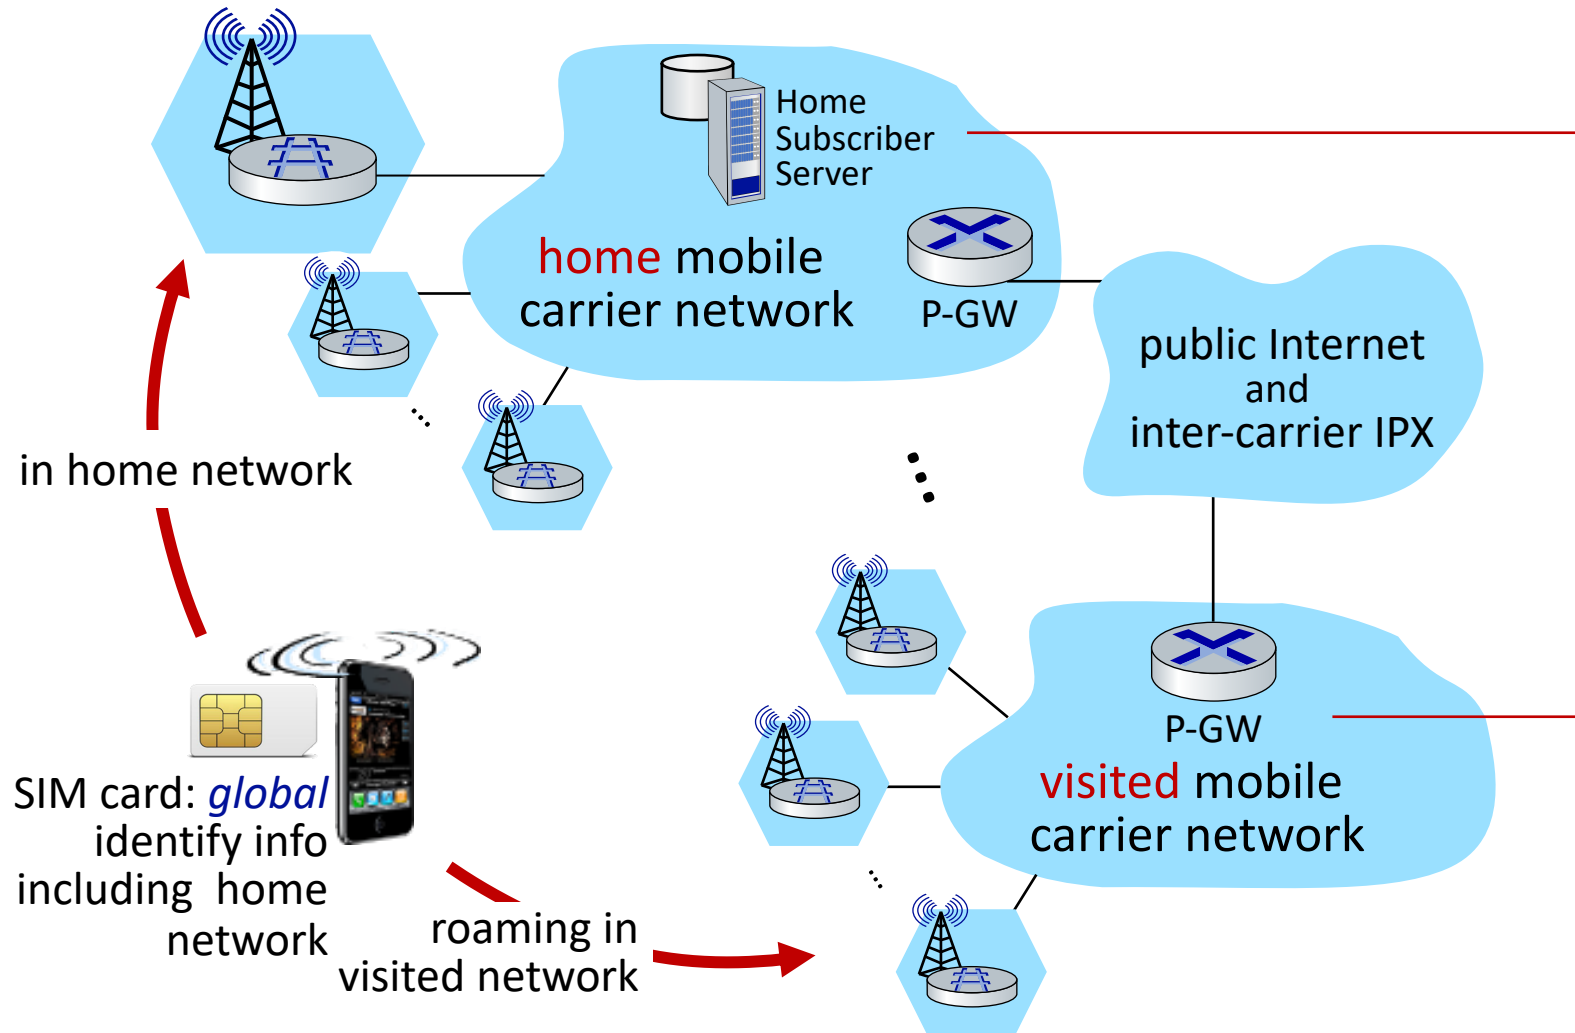 Home
Subscriber
Server
home mobile
carrier network
P-GW
public Internet
and
inter-carrier IPX
in home network
P-GW
visited mobile
carrier network
SIM card: global
identify info
including home
network
roaming in
visited network